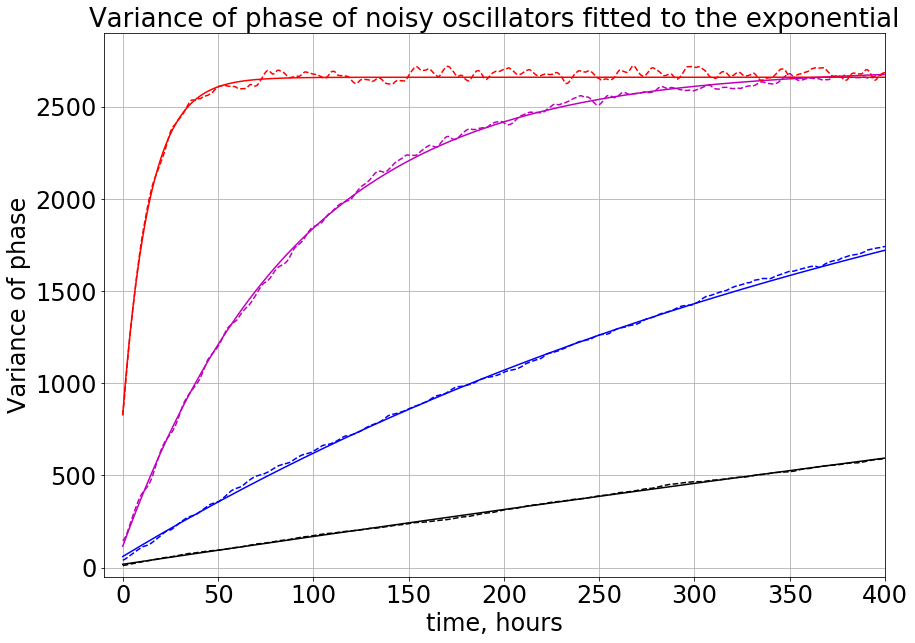 Variance of phase of noisy oscillators fitted to the exponential
Variance of phase
2500
2000
1500
1000
500
0
0 50 100 150 200 250 300 350 400
time, hours